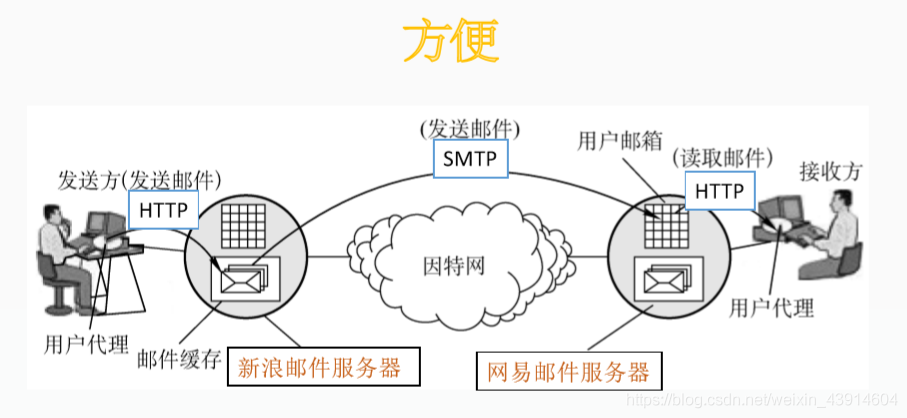 方便
(发送邮件)
SMTP
用户邮箱
(读取邮件)
HTTP
接收方
发送方(发送邮件)
HTTP
因特网
用户代理
用户代理
邮件缓存
新浪邮件服务器
网易邮件服务器
https://blog.csdn.net/weixin_43914604